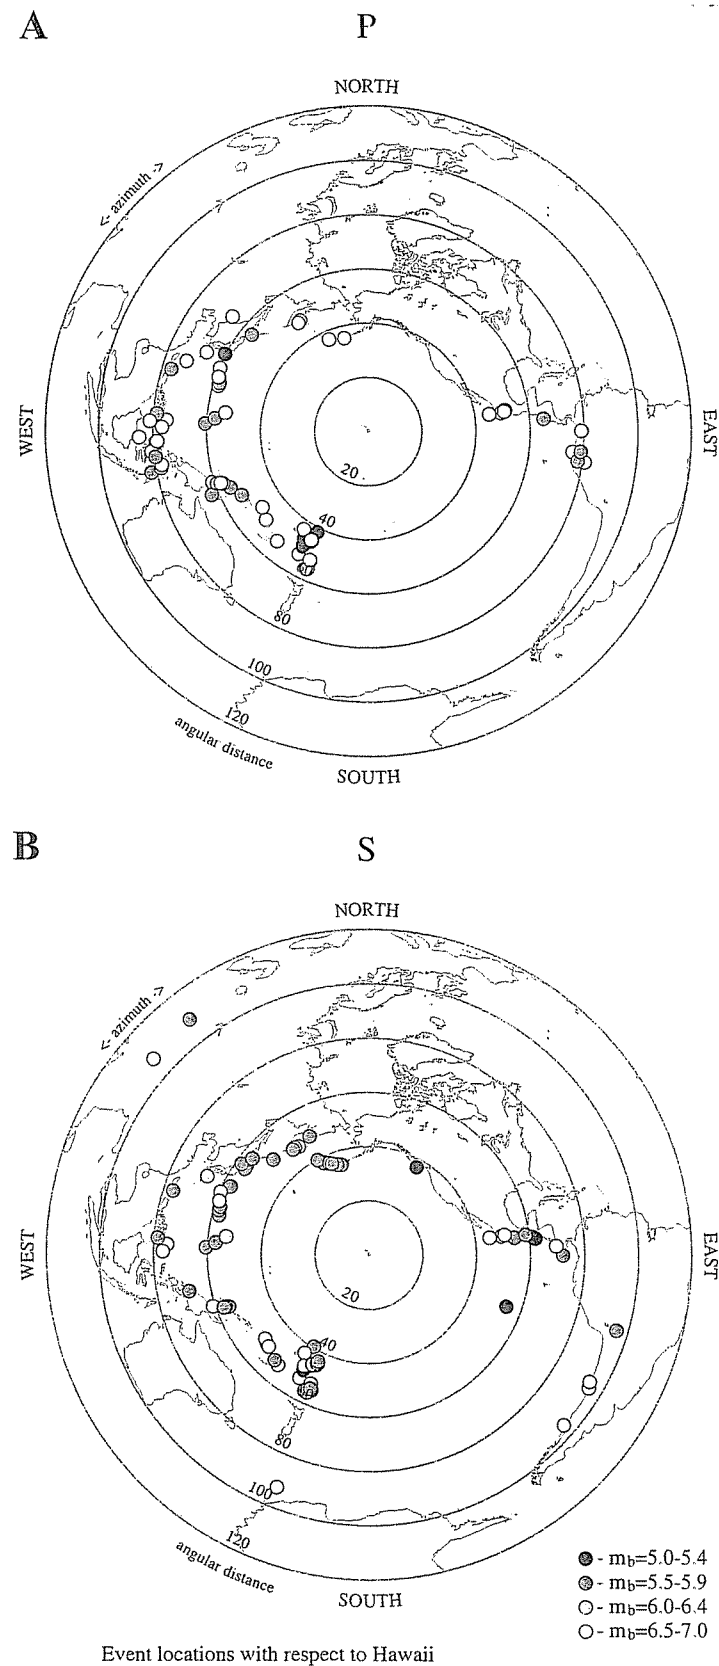 A
P
NORTH
< azimuth >
WEST
EAST
20
40
80
100
120
angular distance
SOUTH
B
S
NORTH
< azimuth >
WEST
EAST
20
40
80
100
120
angular distance
SOUTH
- mb=5.0-5.4
- mb=5.5-5.9
- mb=6.0-6.4
- mb=6.5-7.0
Event locations with respect to Hawaii